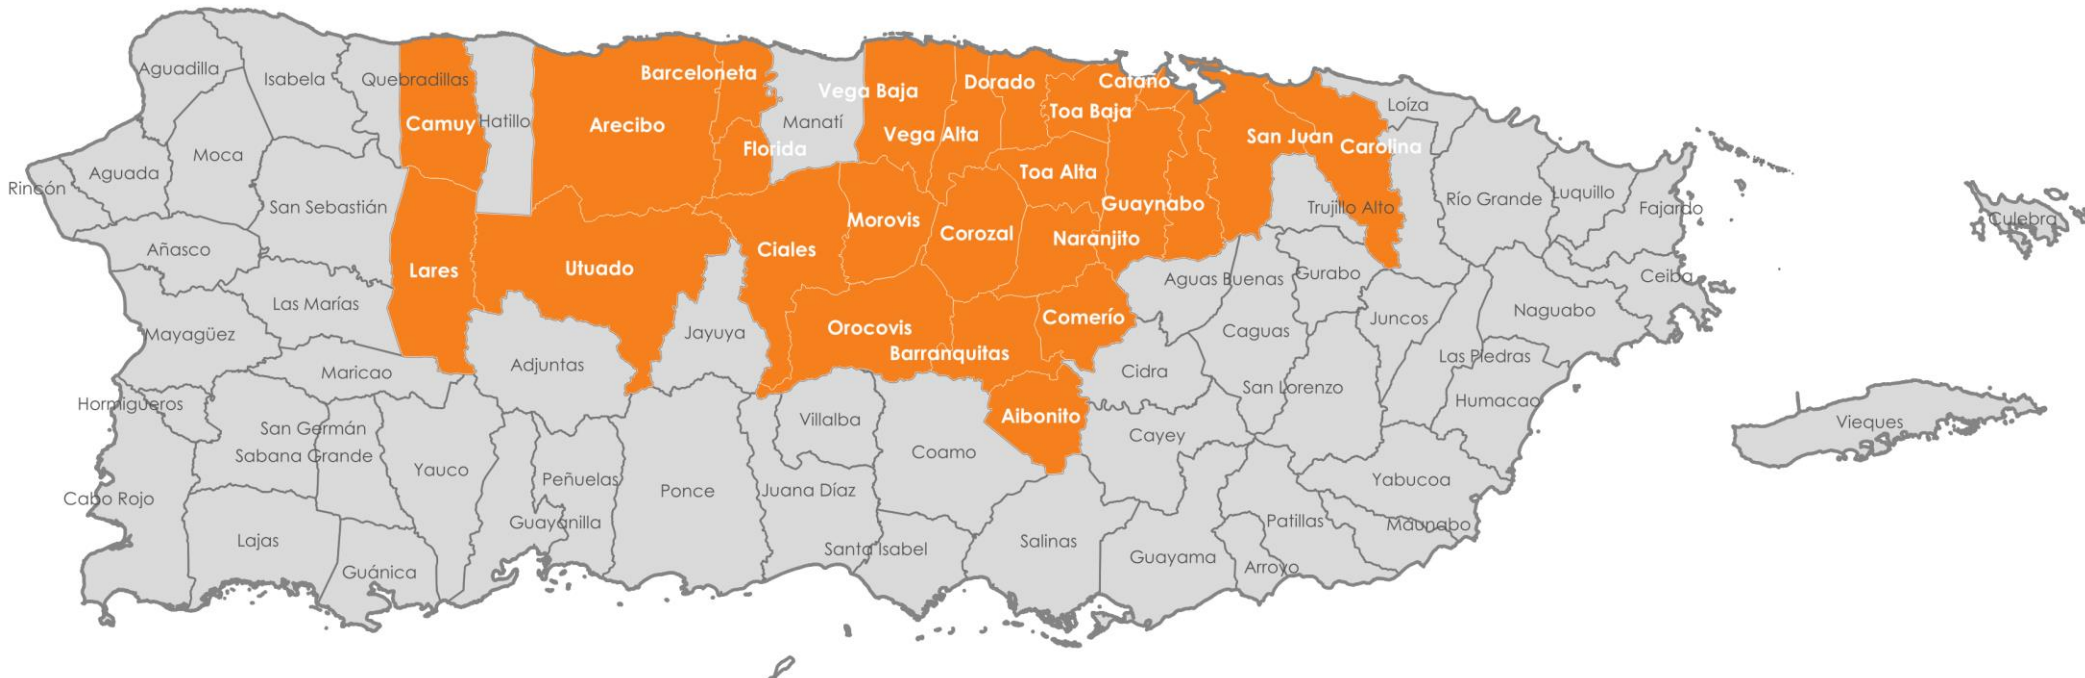 Aguadilla
Isabela
Quebradillas
Camuy
Hatillo
Arecibo
Barceloneta
Florida
Manatí
Vega Baja
Vega Alta
Dorado
Toa Baja
Cataño
Toa Alta
Guaynabo
San Juan
Carolina
Loíza
Trujillo Alto
Río Grande
Luquillo
Fajardo
Culebra
Rincón
Aguada
Moca
San Sebastián
Añasco
Lares
Utuado
Ciales
Morovis
Corozal
Naranjito
Aguas Buenas
Gurabo
Ceiba
Naguabo
Las Marías
Mayagüez
Maricao
Adjuntas
Jayuya
Orocovis
Barranquitas
Comerío
Cidra
Caguas
Juncos
Las Piedras
San Lorenzo
Humacao
Vieques
Hormigueros
San Germán
Sabana Grande
Cabo Rojo
Yauco
Peñuelas
Guayanilla
Ponce
Villalba
Juana Díaz
Coamo
Aibonito
Cayey
Yabucoa
Lajas
Guánica
Santa Isabel
Salinas
Guayama
Arroyo
Patillas
Maunabo